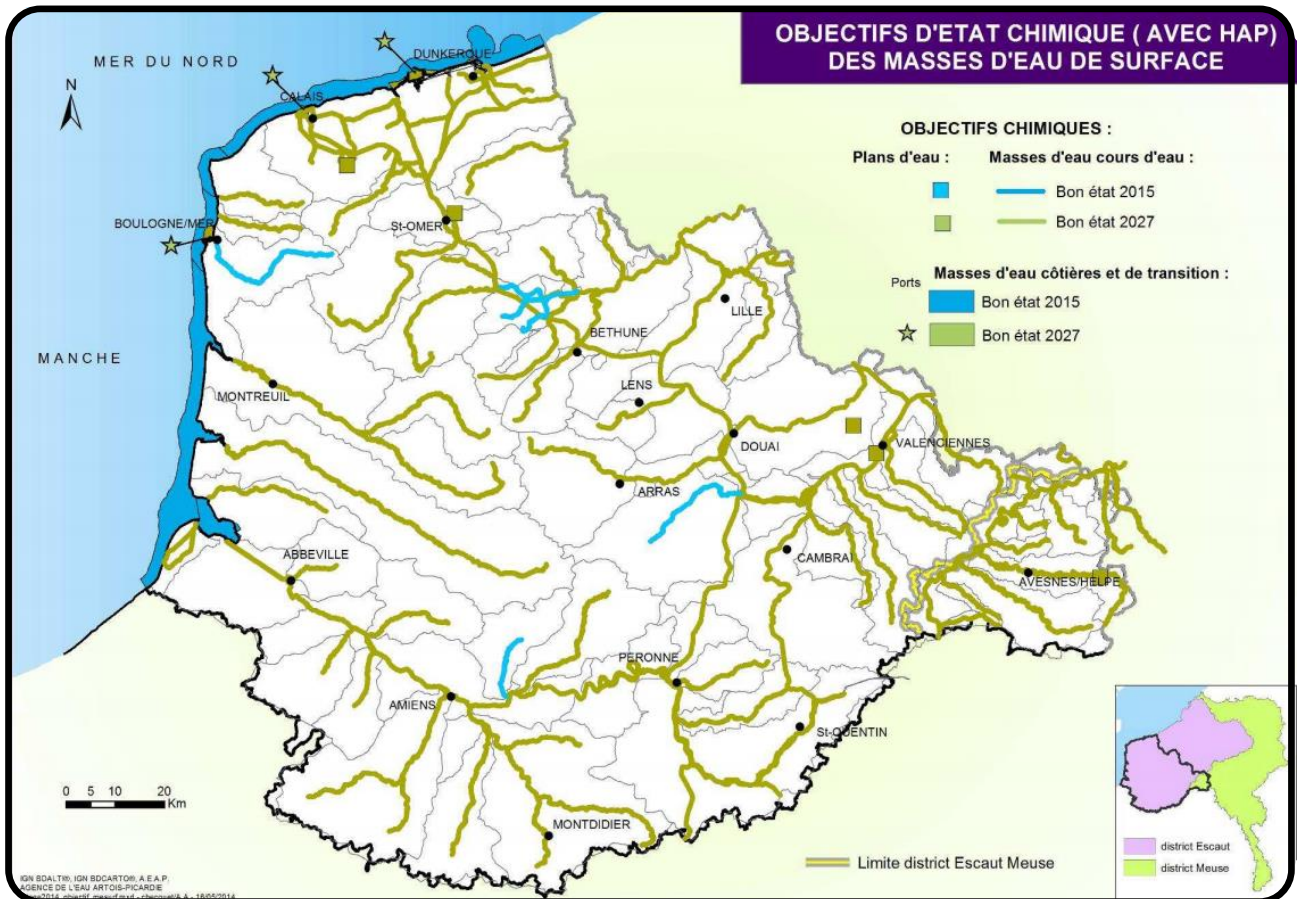 OBJECTIFS D'ETAT CHIMIQUE ( AVEC HAP)
DES MASSES D'EAU DE SURFACE
MER DU NORD
DUNKERQUE
N
CALAIS
OBJECTIFS CHIMIQUES :
Plans d'eau : Masses d'eau cours d'eau :
Bon état 2015
Bon état 2027
BOULOGNE/MER
St-OMER
Masses d'eau côtières et de transition :
Ports
Bon état 2015
Bon état 2027
LILLE
BETHUNE
MANCHE
LENS
MONTREUIL
DOUAI
VALENCIENNES
ARRAS
CAMBRAI
ABBEVILLE
AVESNES/HELPE
PERONNE
AMIENS
St-QUENTIN
0 5 10 20
Km
MONTDIDIER
Limite district Escaut Meuse
district Escaut
district Meuse
IGN BDALTI®, IGN BDCARTO®, A.E.A.P.
AGENCE DE L'EAU ARTOIS-PICARDIE
16/05/2014